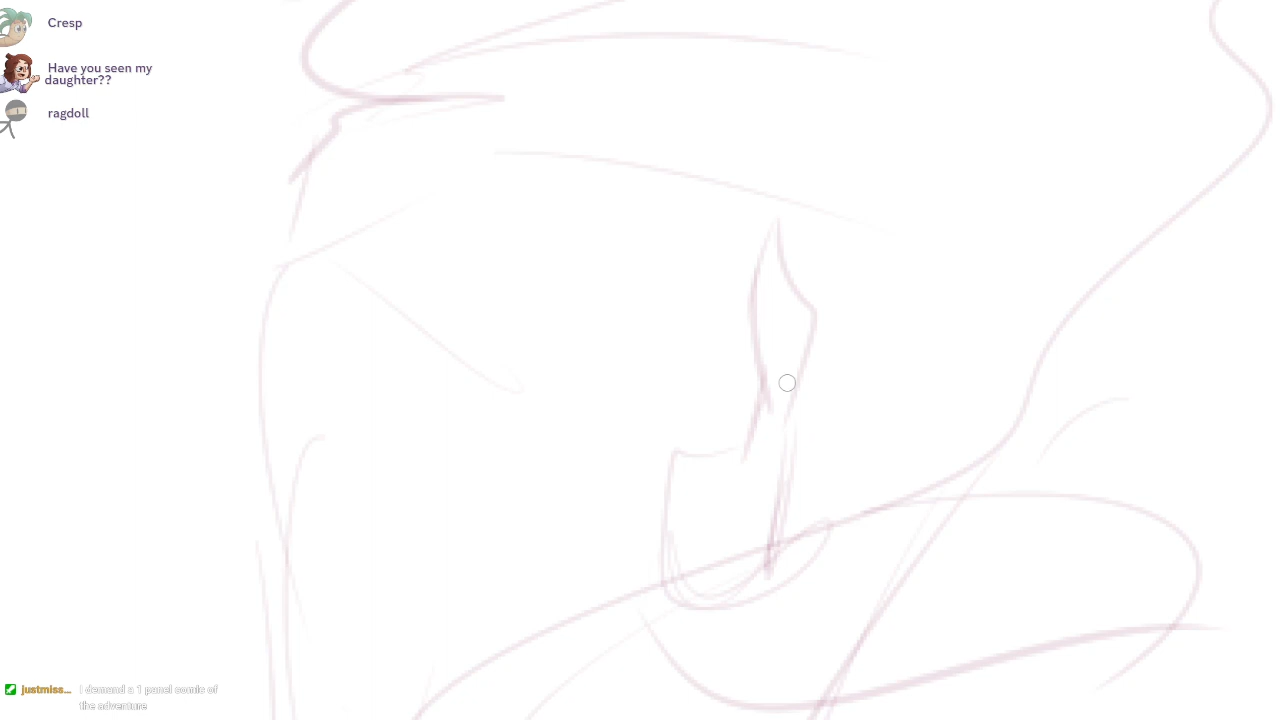 Cresp
Have you seen my
daughter??
ragdoll
justmiss... I demand a 1 panel comic of
the adventure